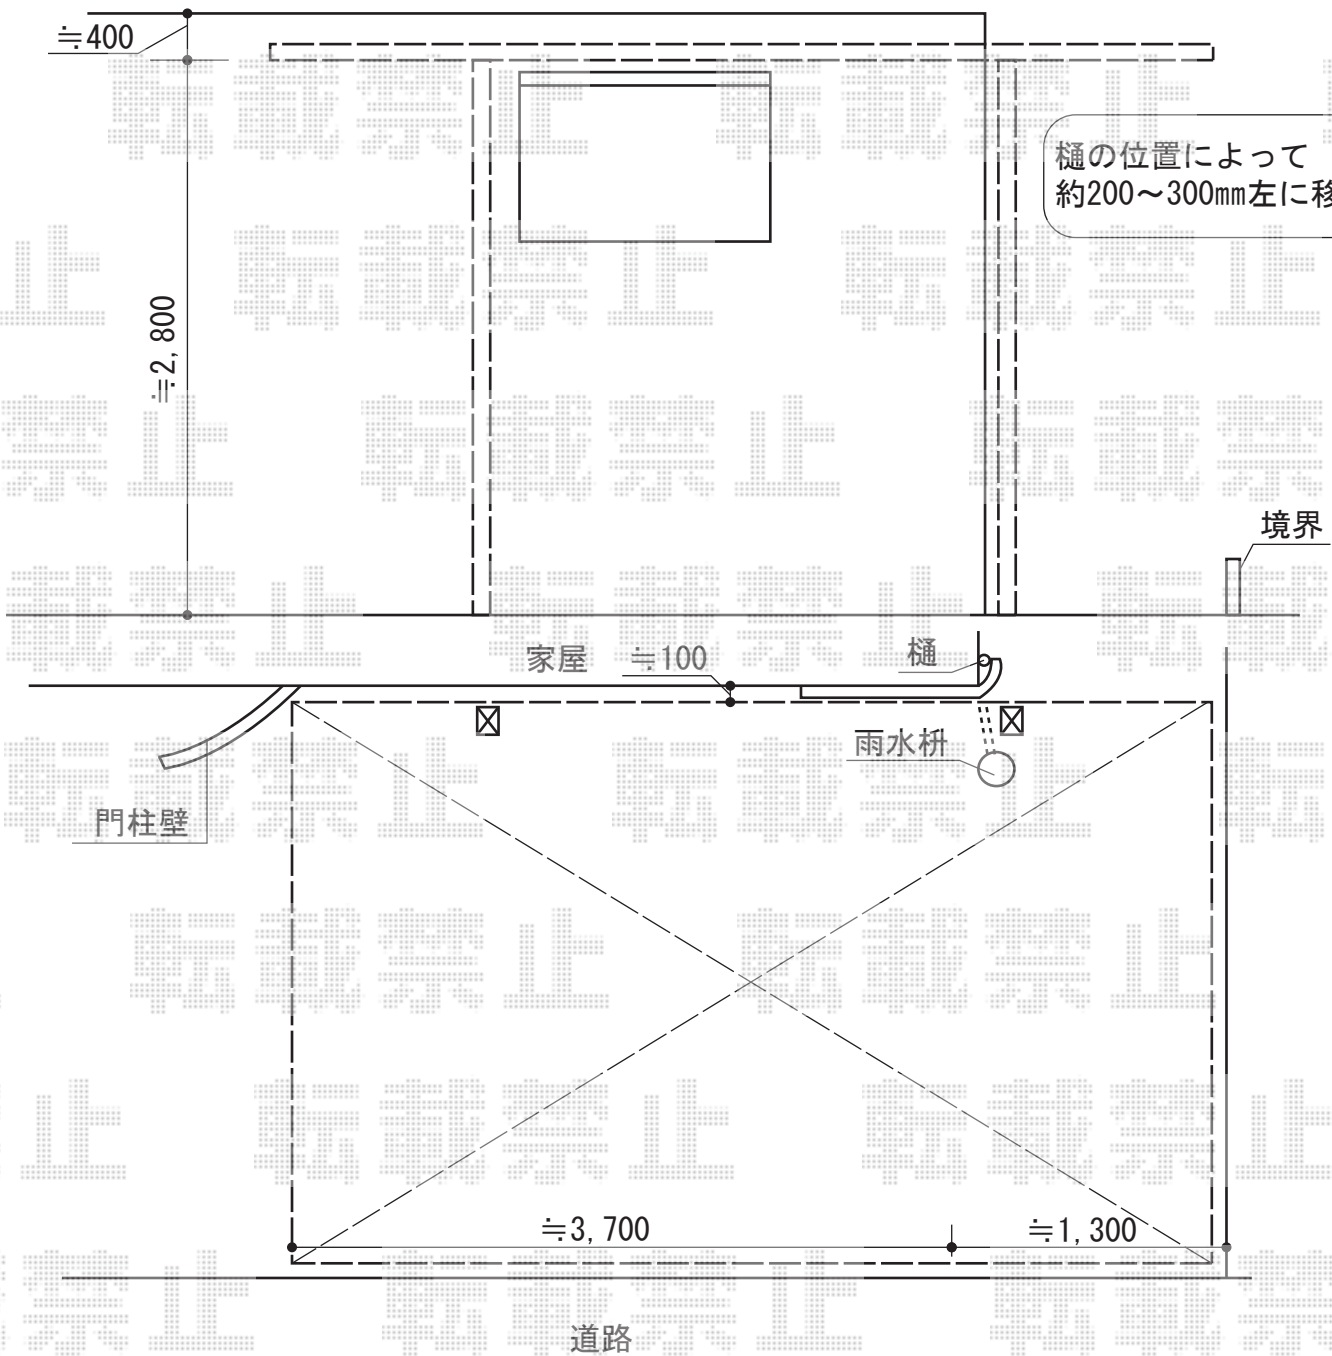 ≒400
樋の位置によって
約200～300mm左に移
≒2,800
境界
家屋
≒100
樋
雨水枡
門柱壁
≒3,700
≒1,300
道路
転載禁止